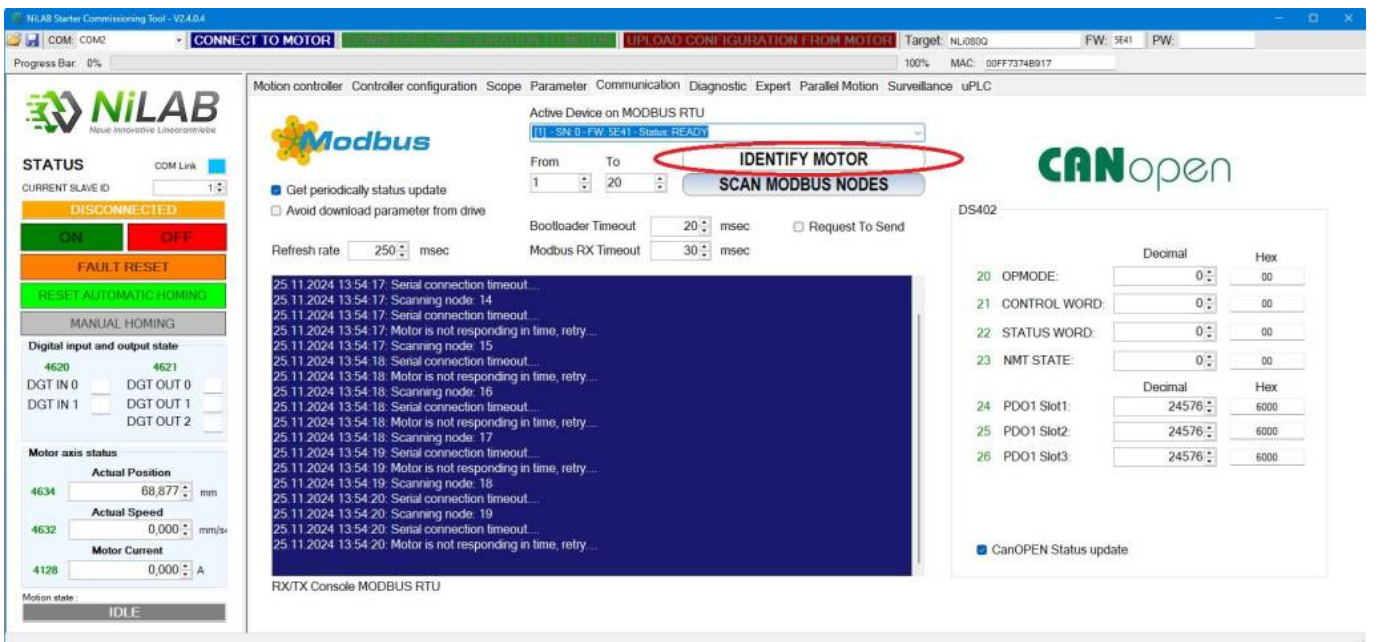 NiLAB Starter Commissioning Tool - V2.4.0.4
COM: COM2 CONNECT TO MOTOR UPLOAD CONFIGURATION FROM MOTOR Target: NLi080Q FW: 5E41 PW:
Progress Bar: 0% 100% MAC: 00FF7374B917
Motion controller Controller configuration Scope Parameter Communication Diagnostic Expert Parallel Motion Surveillance uPLC
NiLAB
Neue Innovative Linearantriebe
STATUS COM Link
CURRENT SLAVE ID 1
DISCONNECTED
ON OFF
FAULT RESET
RESET AUTOMATIC HOMING
MANUAL HOMING
Digital input and output state
4620 4621
DGT IN 0 DGT OUT 0
DGT IN 1 DGT OUT 1
DGT OUT 2
Motor axis status
Actual Position
4634 68,877 mm
Actual Speed
4632 0,000 mm/s
Motor Current
4128 0,000 A
Motion state :
IDLE
Modbus
Active Device on MODBUS RTU
[1] - SN: 0 - FW. 5E41 - Status: READY
From To IDENTIFY MOTOR
1 20 SCAN MODBUS NODES
Get periodically status update
Avoid download parameter from drive
Bootloader Timeout 20 msec Request To Send
Refresh rate 250 msec Modbus RX Timeout 30 msec
25.11.2024 13:54:17: Serial connection timeout....
25.11.2024 13:54:17: Scanning node: 14
25.11.2024 13:54:17: Serial connection timeout....
25.11.2024 13:54:17: Motor is not responding in time, retry....
25.11.2024 13:54:17: Scanning node: 15
25.11.2024 13:54:18: Serial connection timeout....
25.11.2024 13:54:18: Motor is not responding in time, retry....
25.11.2024 13:54:18: Scanning node: 16
25.11.2024 13:54:18: Serial connection timeout....
25.11.2024 13:54:18: Motor is not responding in time, retry....
25.11.2024 13:54:18: Scanning node: 17
25.11.2024 13:54:19: Serial connection timeout....
25.11.2024 13:54:19: Motor is not responding in time, retry....
25.11.2024 13:54:19: Scanning node: 18
25.11.2024 13:54:20: Serial connection timeout....
25.11.2024 13:54:20: Scanning node: 19
25.11.2024 13:54:20: Serial connection timeout....
25.11.2024 13:54:20: Motor is not responding in time, retry....
RX/TX Console MODBUS RTU
CANopen
DS402
Decimal Hex
20 OPMODE: 0 00
21 CONTROL WORD: 0 00
22 STATUS WORD: 0 00
23 NMT STATE: 0 00
Decimal Hex
24 PDO1 Slot1: 24576 6000
25 PDO1 Slot2: 24576 6000
26 PDO1 Slot3: 24576 6000
CanOPEN Status update